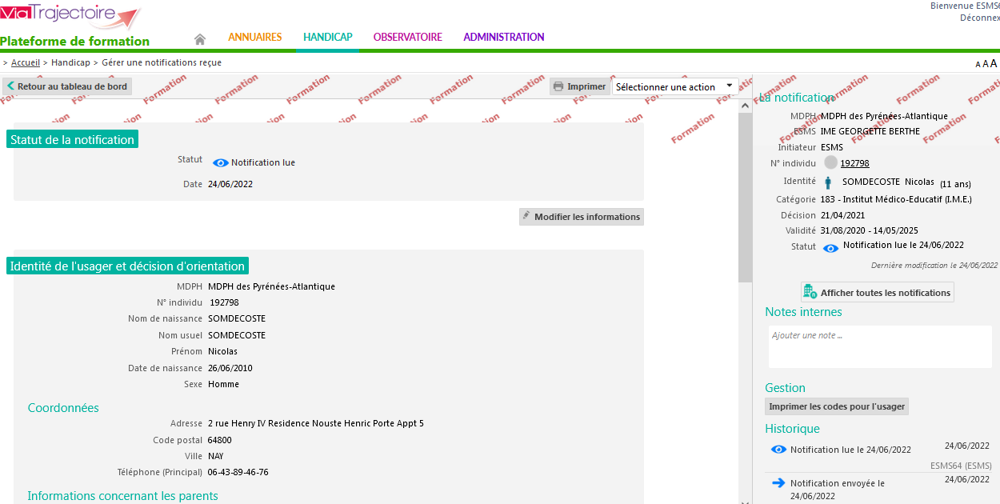 ViaTrajectoire
Bienvenue ESMS6
Déconnex
Plateforme de formation
ANNUAIRES HANDICAP OBSERVATOIRE ADMINISTRATION
> Accueil > Handicap > Gérer une notifications reçue
A A A
Retour au tableau de bord
Imprimer
Sélectionner une action
Formation Formation Formation Formation Formation Formation Formation Formation
Statut de la notification
Statut Notification lue
Date 24/06/2022
Modifier les informations
Identité de l'usager et décision d'orientation
MDPH MDPH des Pyrénées-Atlantique
N° individu 192798
Nom de naissance SOMDECOSTE
Nom usuel SOMDECOSTE
Prénom Nicolas
Date de naissance 26/06/2010
Sexe Homme
Coordonnées
Adresse 2 rue Henry IV Residence Nouste Henric Porte Appt 5
Code postal 64800
Ville NAY
Téléphone (Principal) 06-43-89-46-76
Informations concernant les parents
La notification
MDPH MDPH des Pyrénées-Atlantique
ESMS IME GEORGETTE BERTHE
Initiateur ESMS
N° individu 192798
Identité SOMDECOSTE Nicolas (11 ans)
Catégorie 183 - Institut Médico-Educatif (I.M.E.)
Décision 21/04/2021
Validité 31/08/2020 - 14/05/2025
Statut Notification lue le 24/06/2022
Dernière modification le 24/06/2022
Afficher toutes les notifications
Notes internes
Ajouter une note ...
Gestion
Imprimer les codes pour l'usager
Historique
Notification lue le 24/06/2022 24/06/2022
ESMS64 (ESMS)
Notification envoyée le 24/06/2022
24/06/2022